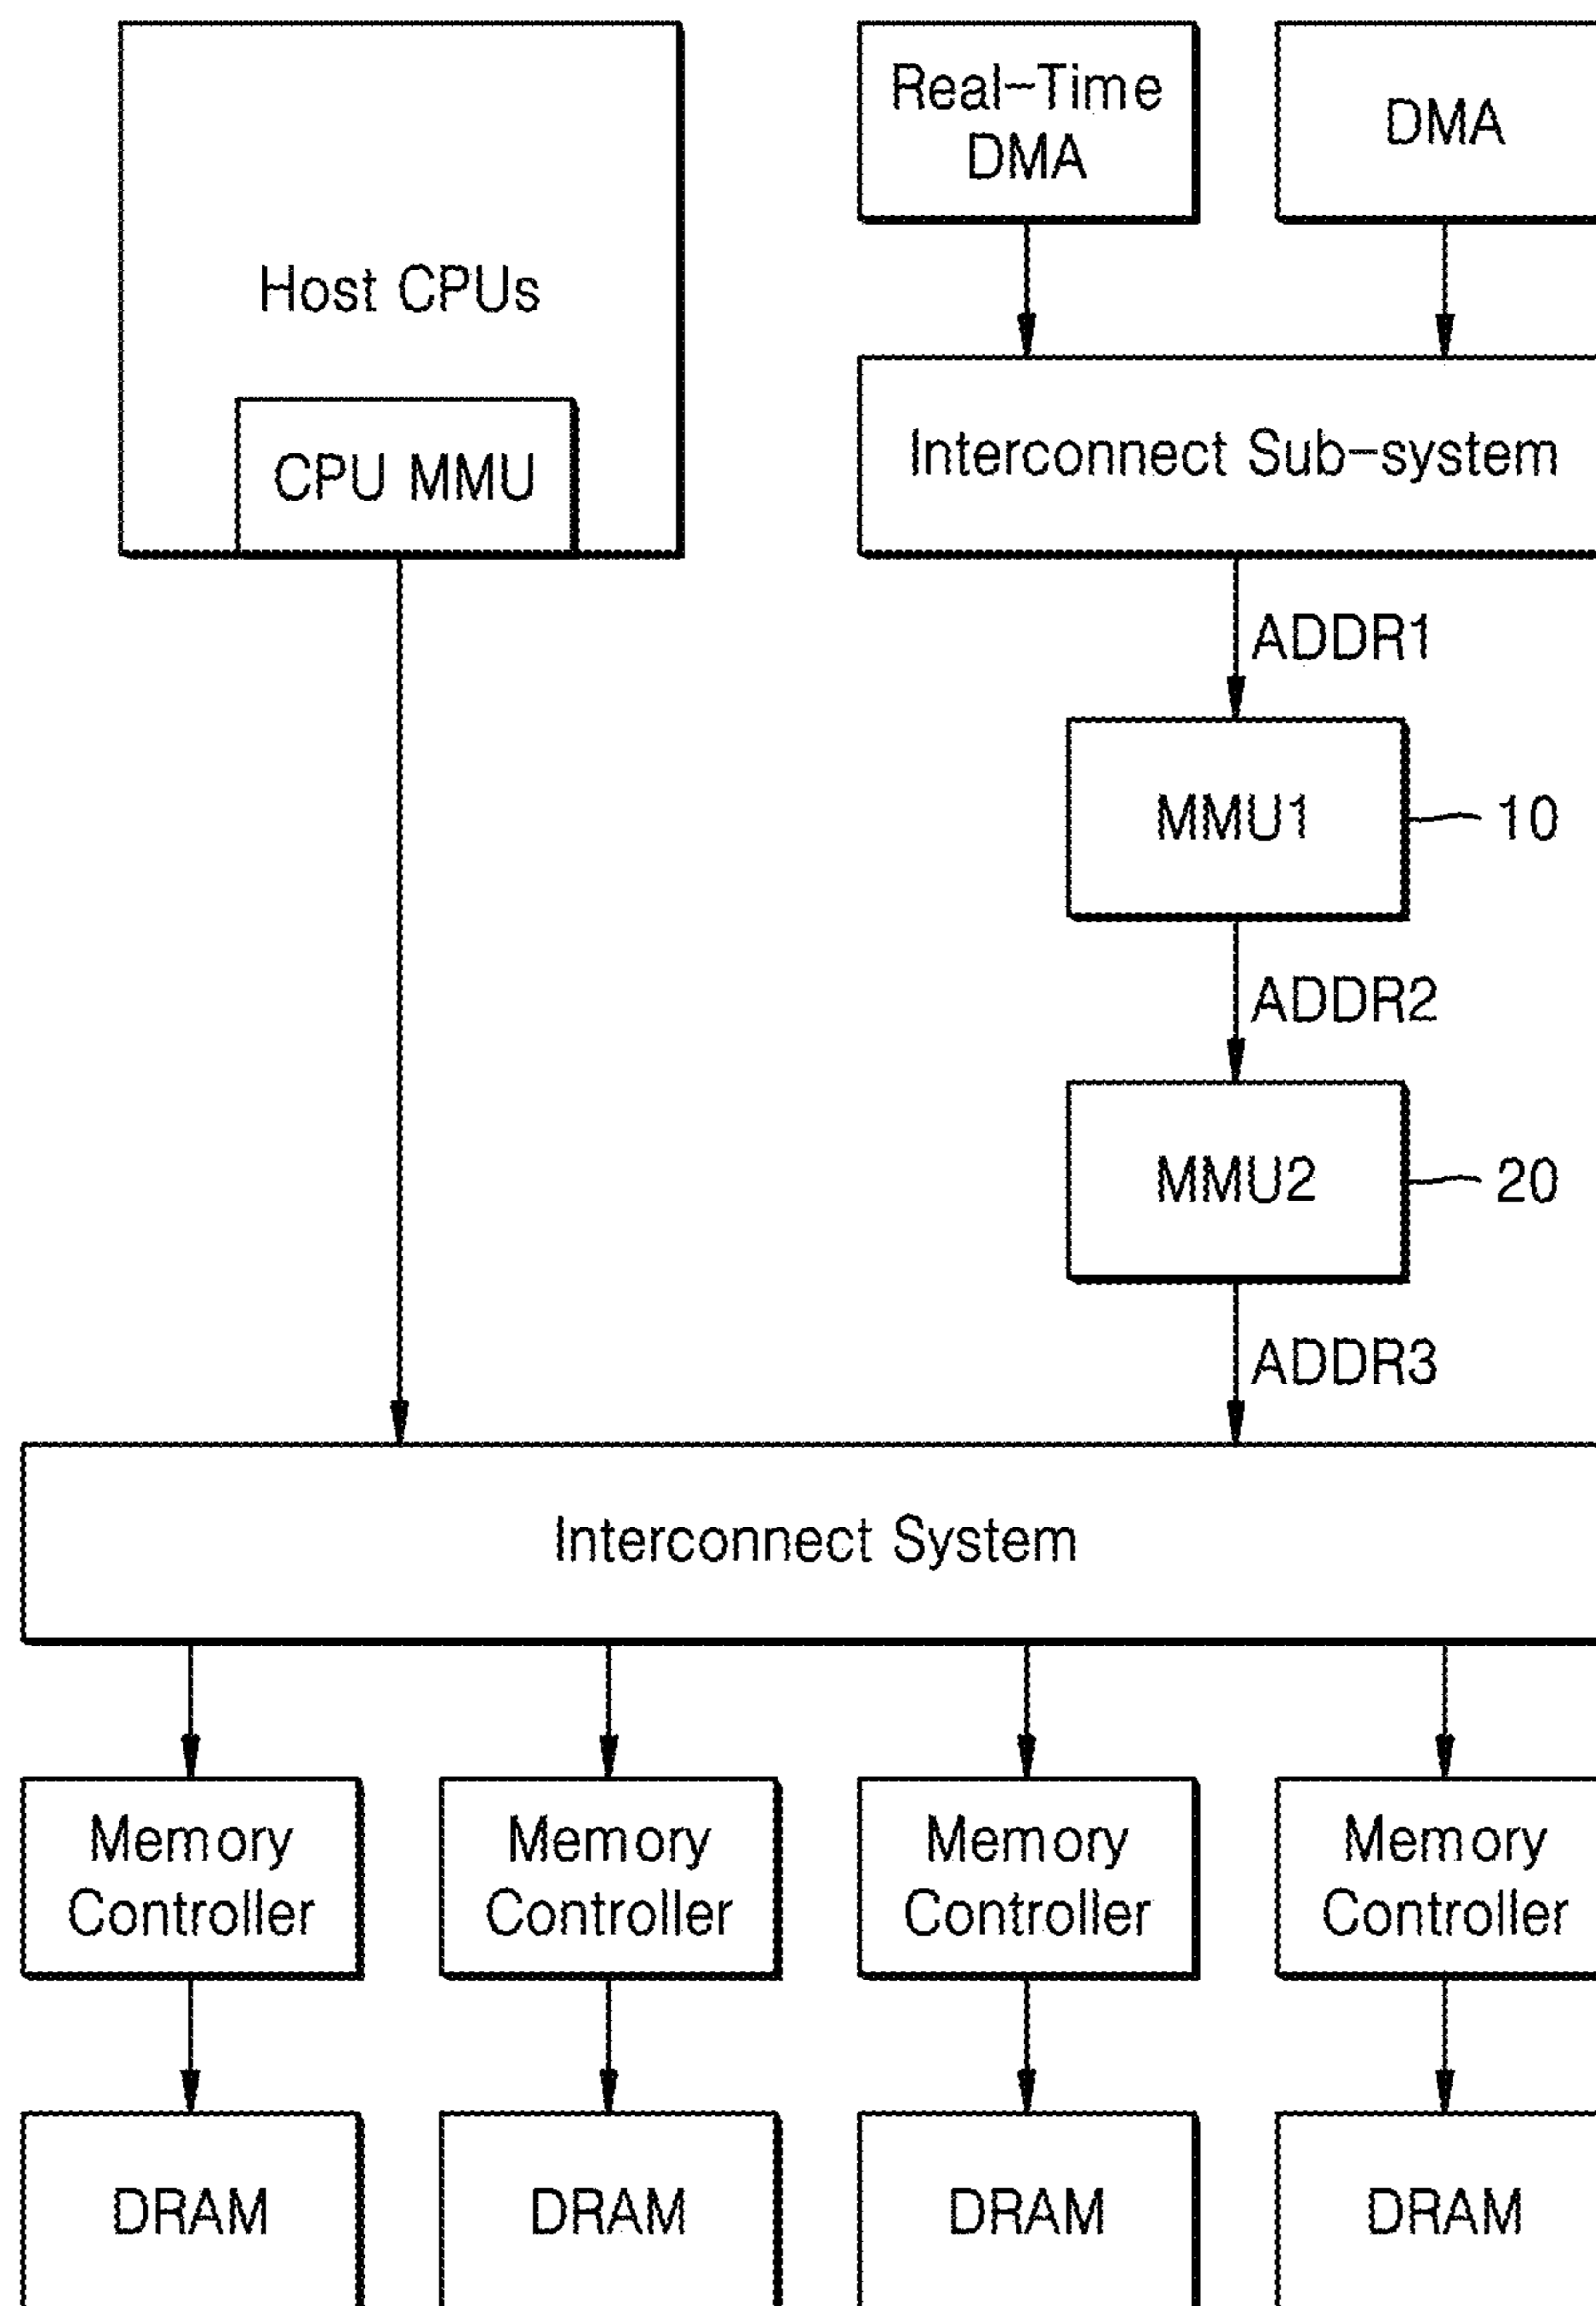 Real-Time
DMA
DMA
Host CPUs
CPU MMU
Interconnect Sub-system
ADDR1
MMU1
10
ADDR2
MMU2
20
ADDR3
Interconnect System
Memory
Controller
Memory
Controller
Memory
Controller
Memory
Controller
DRAM
DRAM
DRAM
DRAM